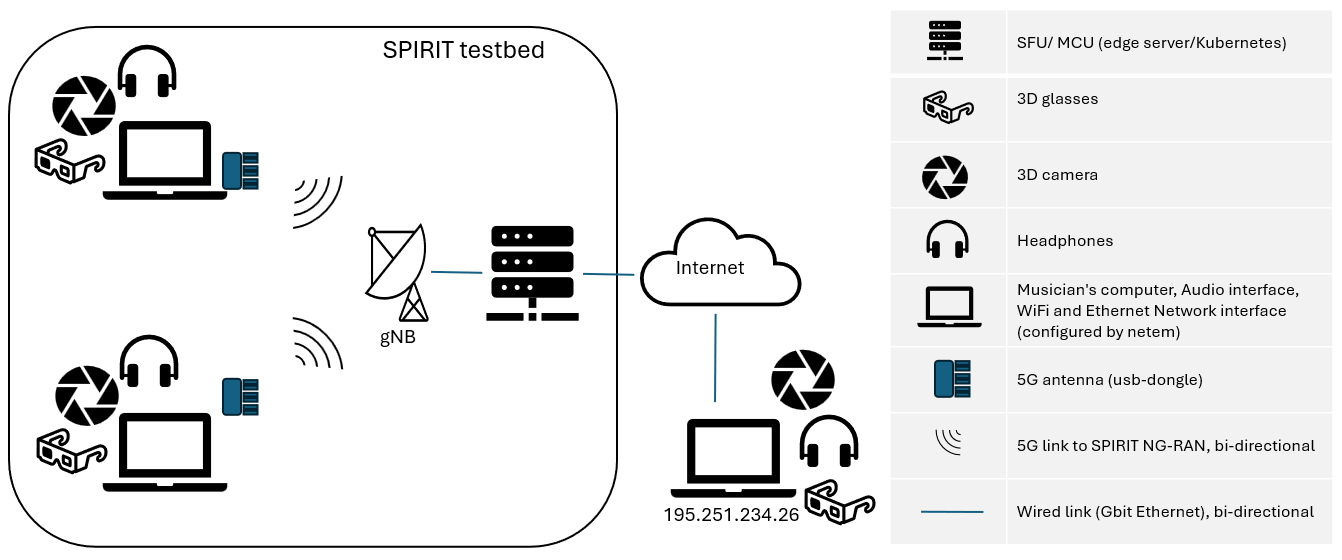 SPIRIT testbed
gNB
Internet
195.251.234.26
SFU/ MCU (edge server/Kubernetes)
3D glasses
3D camera
Headphones
Musician's computer, Audio interface,
WiFi and Ethernet Network interface
(configured by netem)
5G antenna (usb-dongle)
5G link to SPIRIT NG-RAN, bi-directional
Wired link (Gbit Ethernet), bi-directional